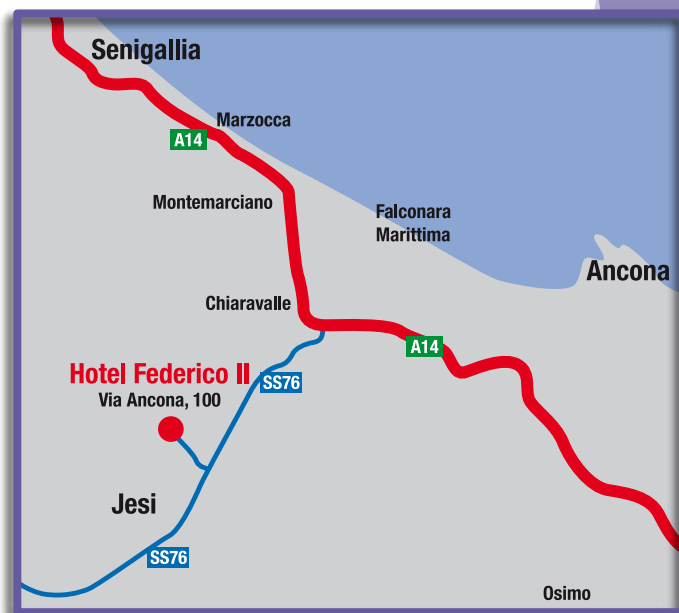 Senigallia
Marzocca
A14
Montemarciano
Falconara
Marittima
Ancona
Chiaravalle
A14
Hotel Federico II
SS76
Via Ancona, 100
Jesi
SS76
Osimo